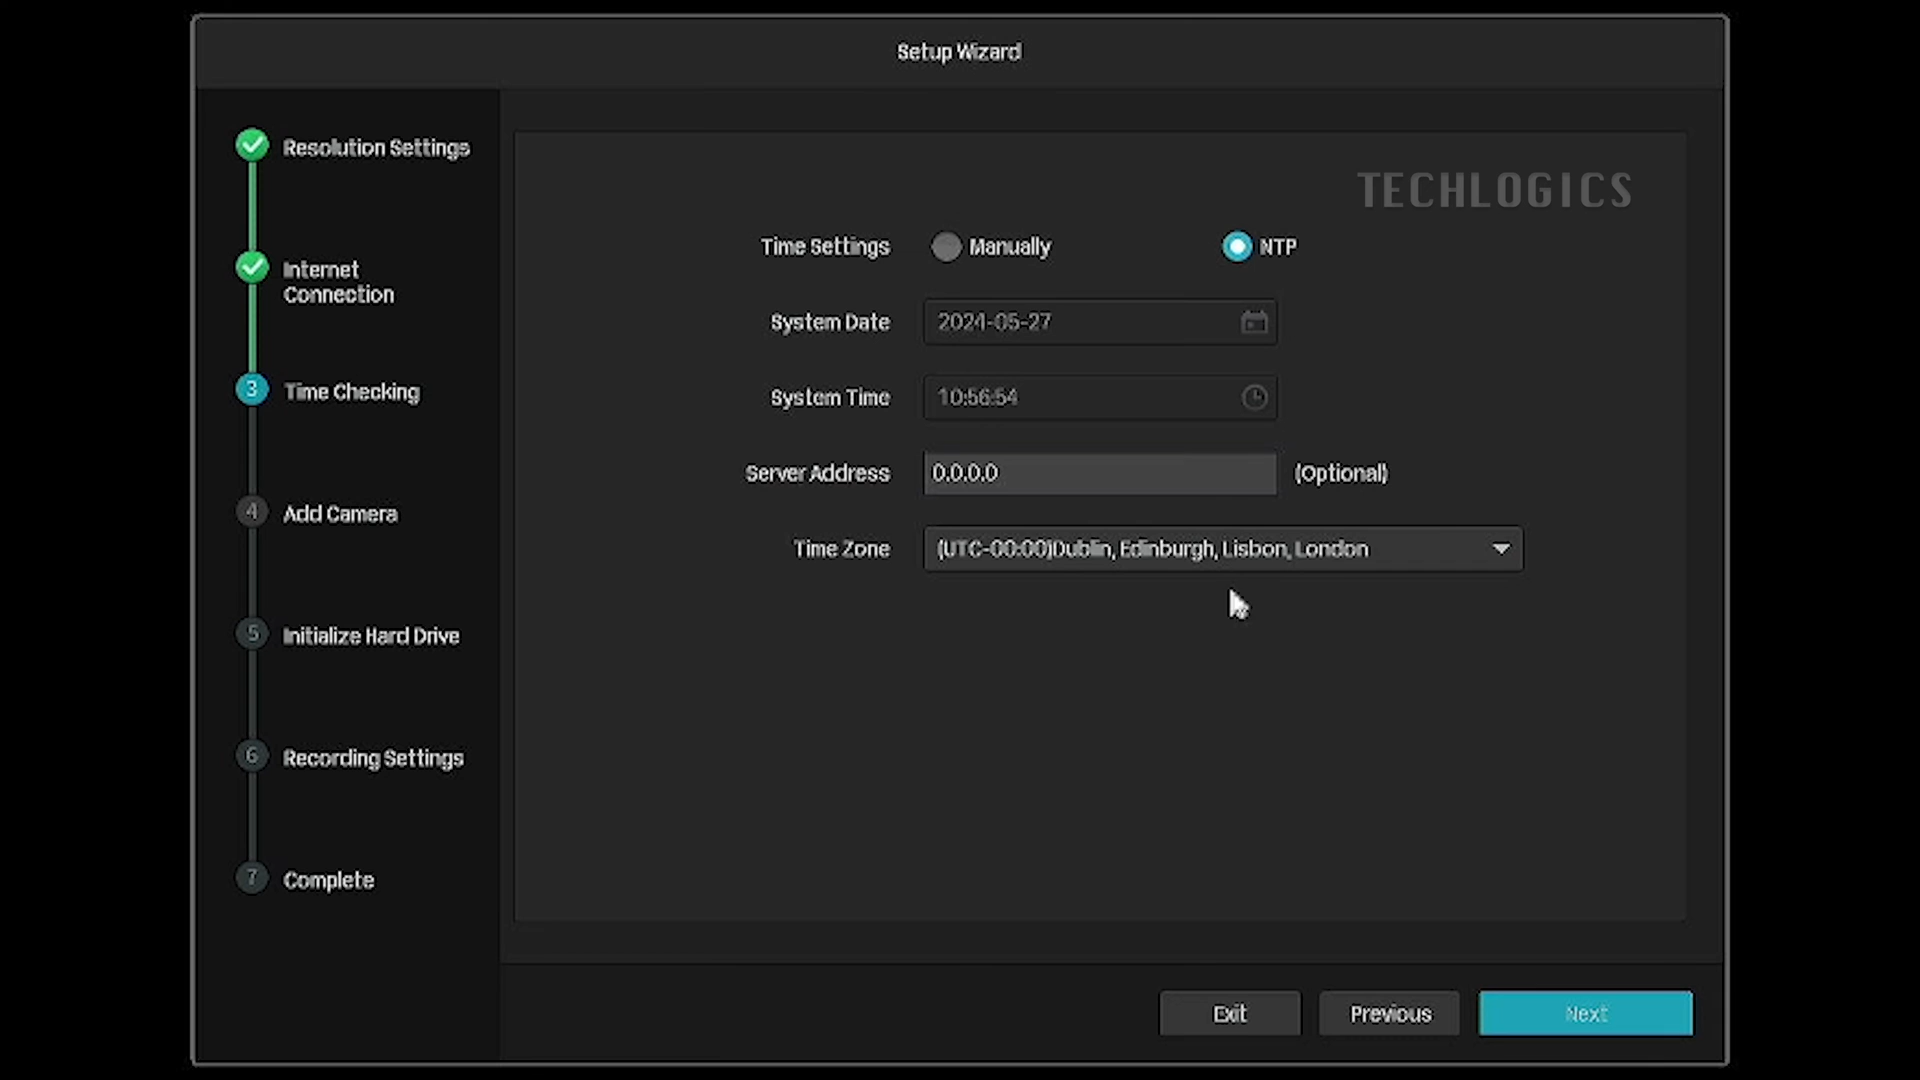 Setup Wizard
Resolution Settings
Internet
Connection
3
Time Checking
4
Add Camera
5
Initialize Hard Drive
6
Recording Settings
7
Complete
TECHLOGICS
Time Settings Manually NTP
System Date 2024-05-27
System Time 10:56:54
Server Address 0.0.0.0 (Optional)
Time Zone (UTC-00:00)Dublin, Edinburgh, Lisbon, London
Exit Previous Next